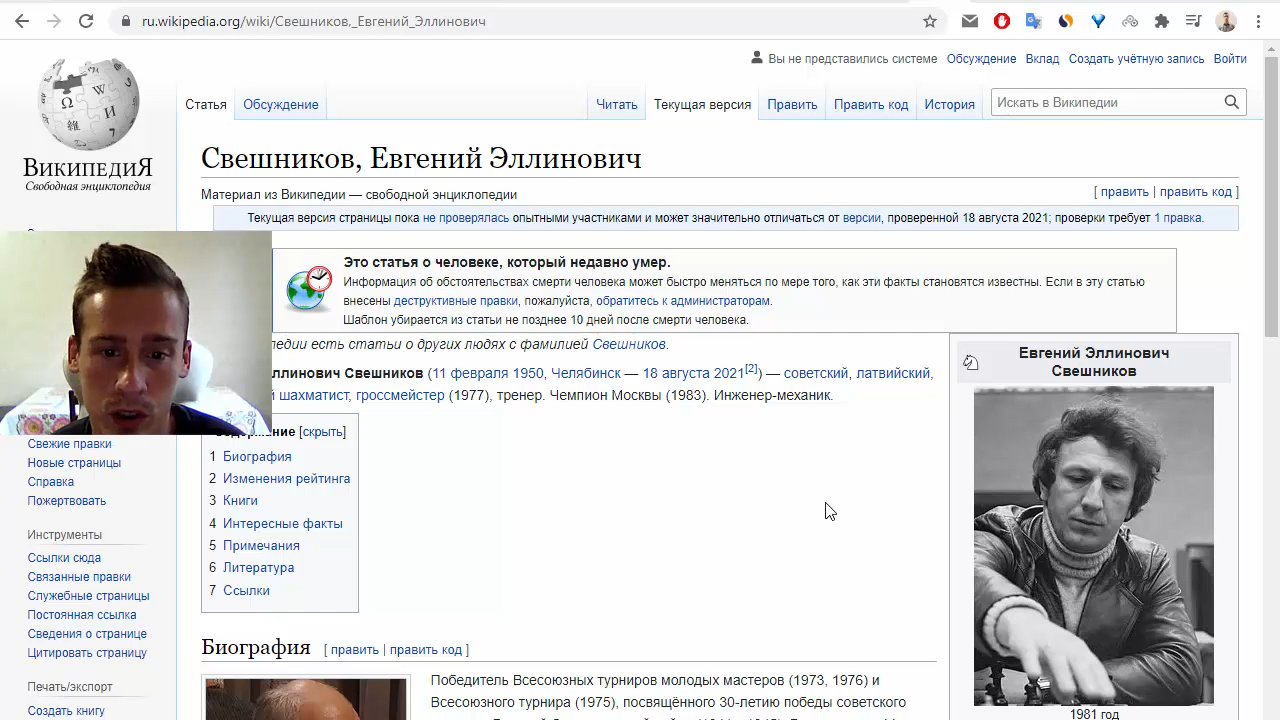 ru.wikipedia.org/wiki/Свешников,_Евгений_Эллинович
Вы не представились системе Обсуждение Вклад Создать учётную запись Войти
Статья Обсуждение Читать Текущая версия Править Править код История Искать в Википедии
ВИКИПЕДИЯ
Свободная энциклопедия
Свешников, Евгений Эллинович
Материал из Википедии — свободной энциклопедии
[ править | править код ]
Текущая версия страницы пока не проверялась опытными участниками и может значительно отличаться от версии, проверенной 18 августа 2021; проверки требует 1 правка.
Это статья о человеке, который недавно умер.
Информация об обстоятельствах смерти человека может быстро меняться по мере того, как эти факты становятся известны. Если в эту статью
внесены деструктивные правки, пожалуйста, обратитесь к администраторам.
Шаблон убирается из статьи не позднее 10 дней после смерти человека.
есть статьи о других людях с фамилией Свешников.
Свешников (11 февраля 1950, Челябинск — 18 августа 2021[2]) — советский, латвийский,
шахматист, гроссмейстер (1977), тренер. Чемпион Москвы (1983). Инженер-механик.
[скрыть]
1 Биография
2 Изменения рейтинга
3 Книги
4 Интересные факты
5 Примечания
6 Литература
7 Ссылки
Биография [ править | править код ]
Победитель Всесоюзных турниров молодых мастеров (1973, 1976) и
Всесоюзного турнира (1975), посвящённого 30-летию победы советского
Евгений Эллинович
Свешников
1981 год
Свежие правки
Новые страницы
Справка
Пожертвовать
Инструменты
Ссылки сюда
Связанные правки
Служебные страницы
Постоянная ссылка
Сведения о странице
Цитировать страницу
Печать/экспорт
Создать книгу